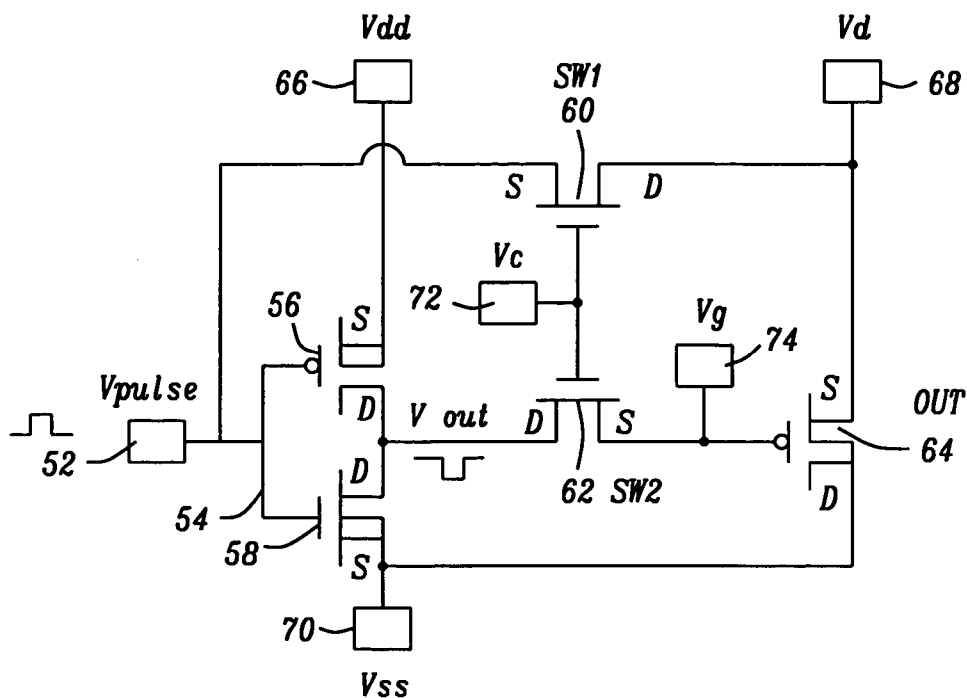 Vdd
Vd
66
SW1
60
68
S
D
Vc
72
56
S
Vg
74
Vpulse
D
V out
D
S
S
OUT
64
52
D
62 SW2
D
54
58
S
70
Vss